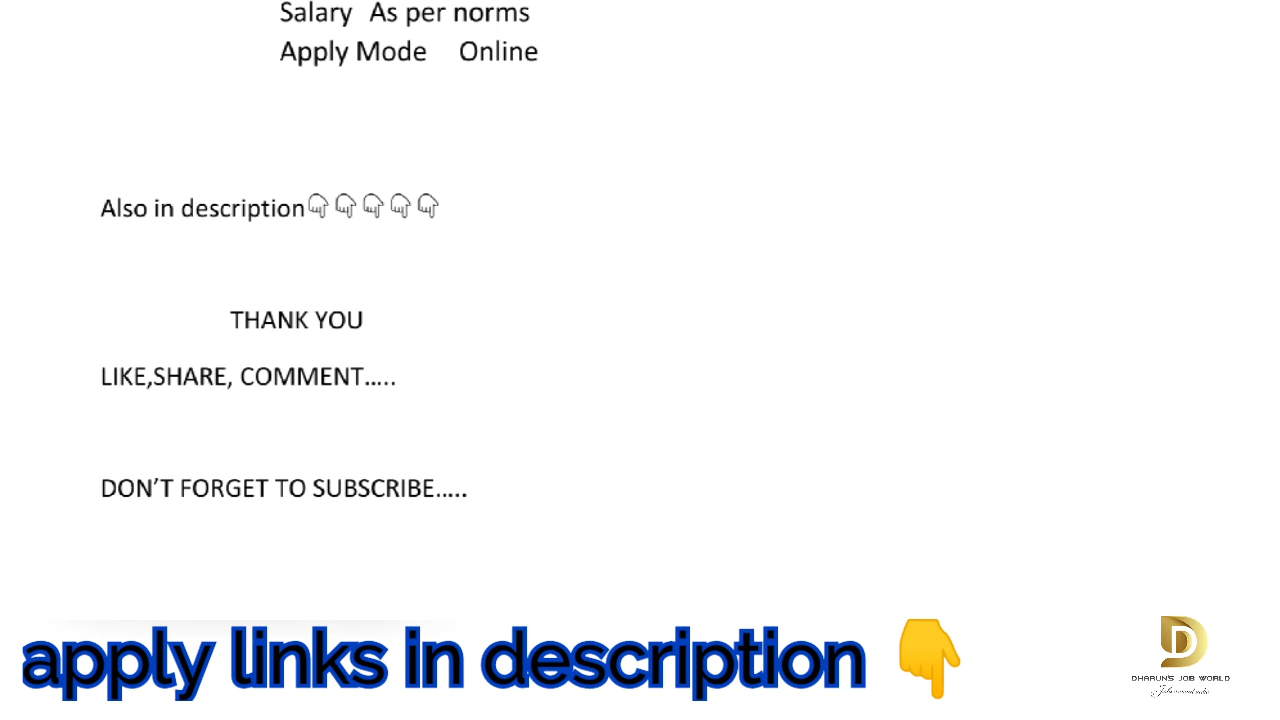 Salary As per norms
Apply Mode Online
Also in description👇👇👇👇👇
THANK YOU
LIKE,SHARE, COMMENT…..
DON’T FORGET TO SUBSCRIBE…..
apply links in description 👇
DHARUN'S JOB WORLD